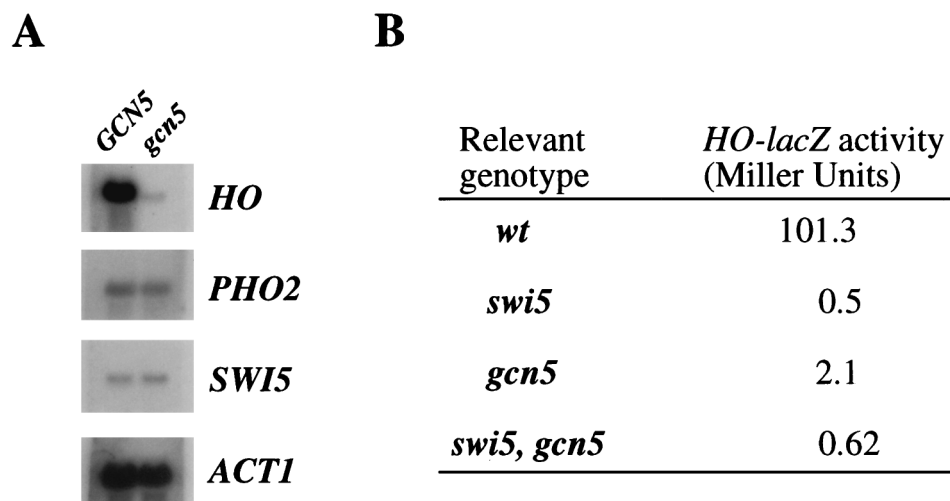 A
B
GCN5
gcn5
HO
PHO2
SWI5
ACT1
Relevant genotype
HO-lacZ activity (Miller Units)
wt 101.3
swi5 0.5
gcn5 2.1
swi5, gcn5 0.62